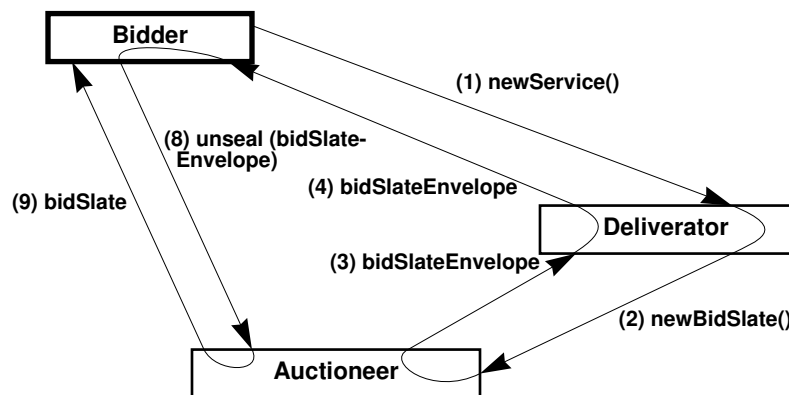 Bidder
(1) newService()
(8) unseal (bidSlate-
Envelope)
(4) bidSlateEnvelope
(9) bidSlate
Deliverator
(3) bidSlateEnvelope
(2) newBidSlate()
Auctioneer